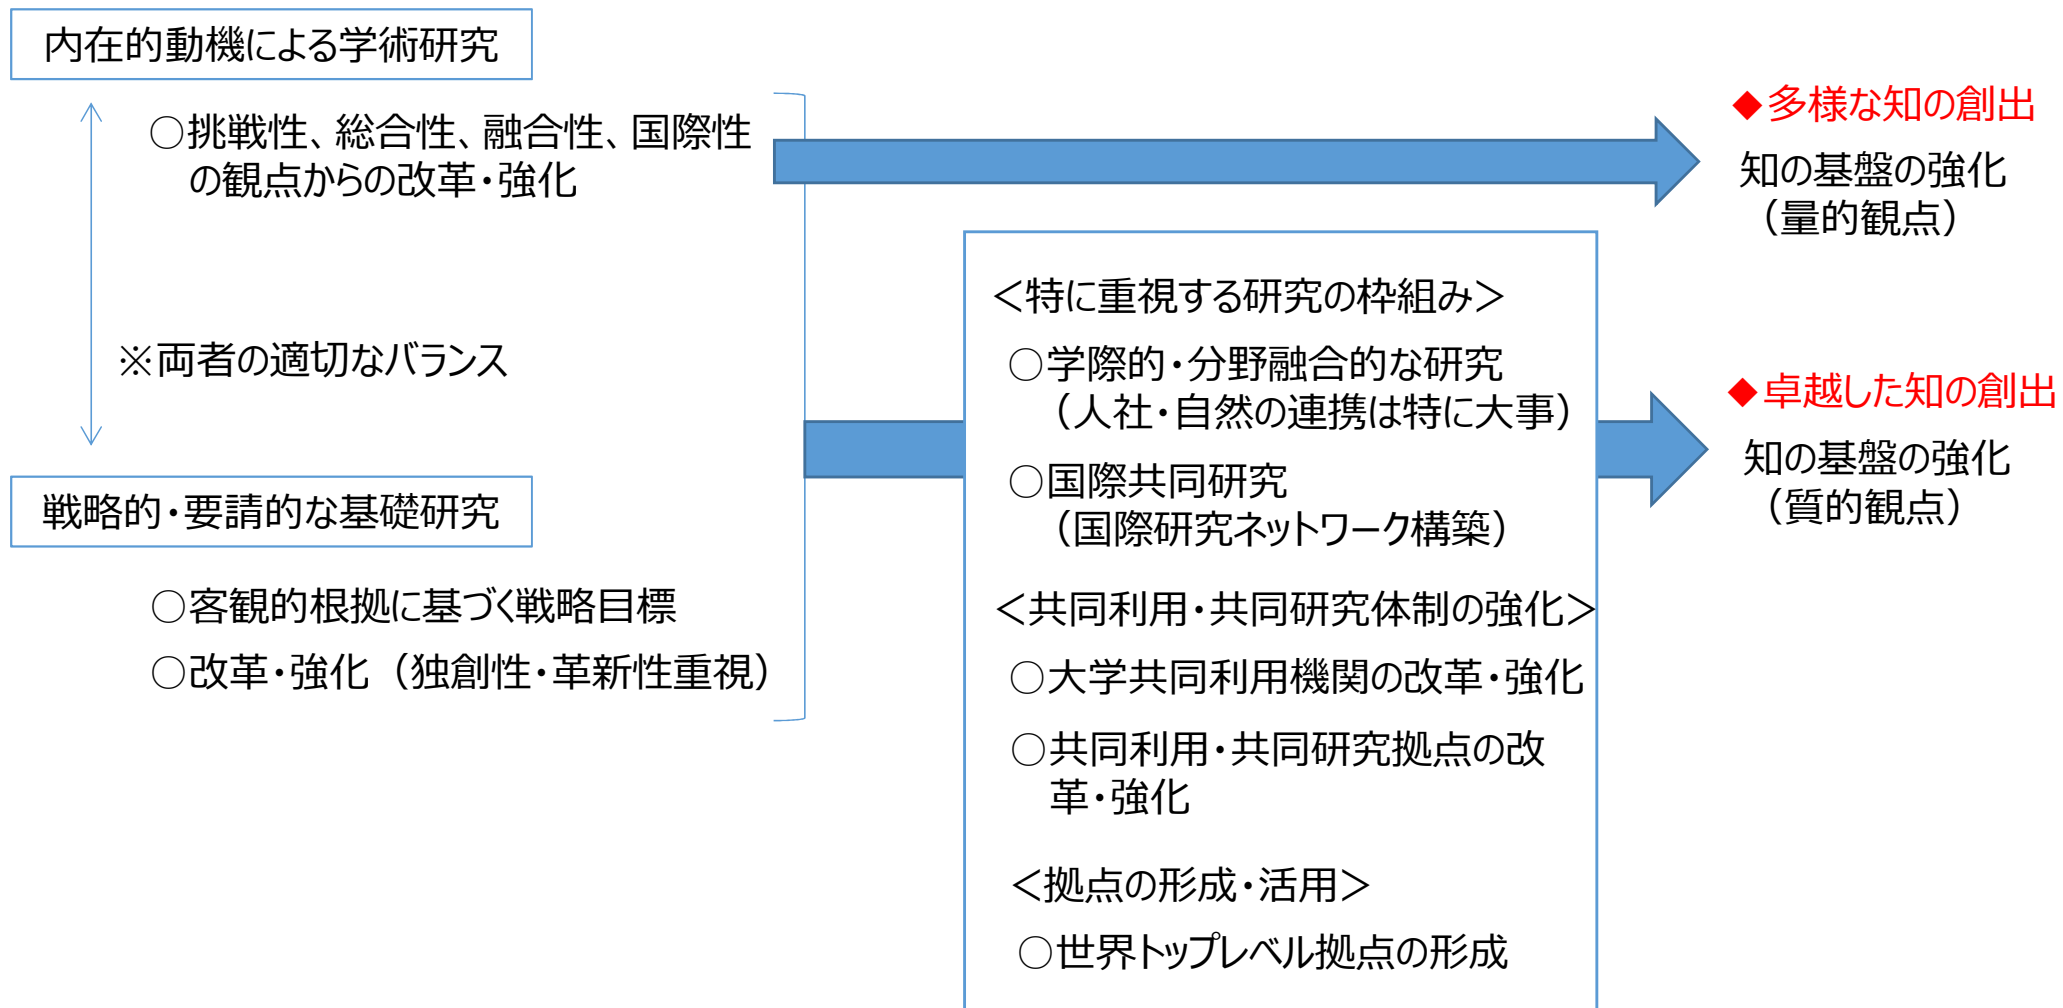 内在的動機による学術研究
○挑戦性、総合性、融合性、国際性
の観点からの改革・強化
※両者の適切なバランス
戦略的・要請的な基礎研究
○客観的根拠に基づく戦略目標
○改革・強化（独創性・革新性重視）
＜特に重視する研究の枠組み＞
○学際的・分野融合的な研究
（人社・自然の連携は特に大事）
○国際共同研究
（国際研究ネットワーク構築）
＜共同利用・共同研究体制の強化＞
○大学共同利用機関の改革・強化
○共同利用・共同研究拠点の改
革・強化
＜拠点の形成・活用＞
○世界トップレベル拠点の形成
◆多様な知の創出
知の基盤の強化
（量的観点）
◆卓越した知の創出
知の基盤の強化
（質的観点）